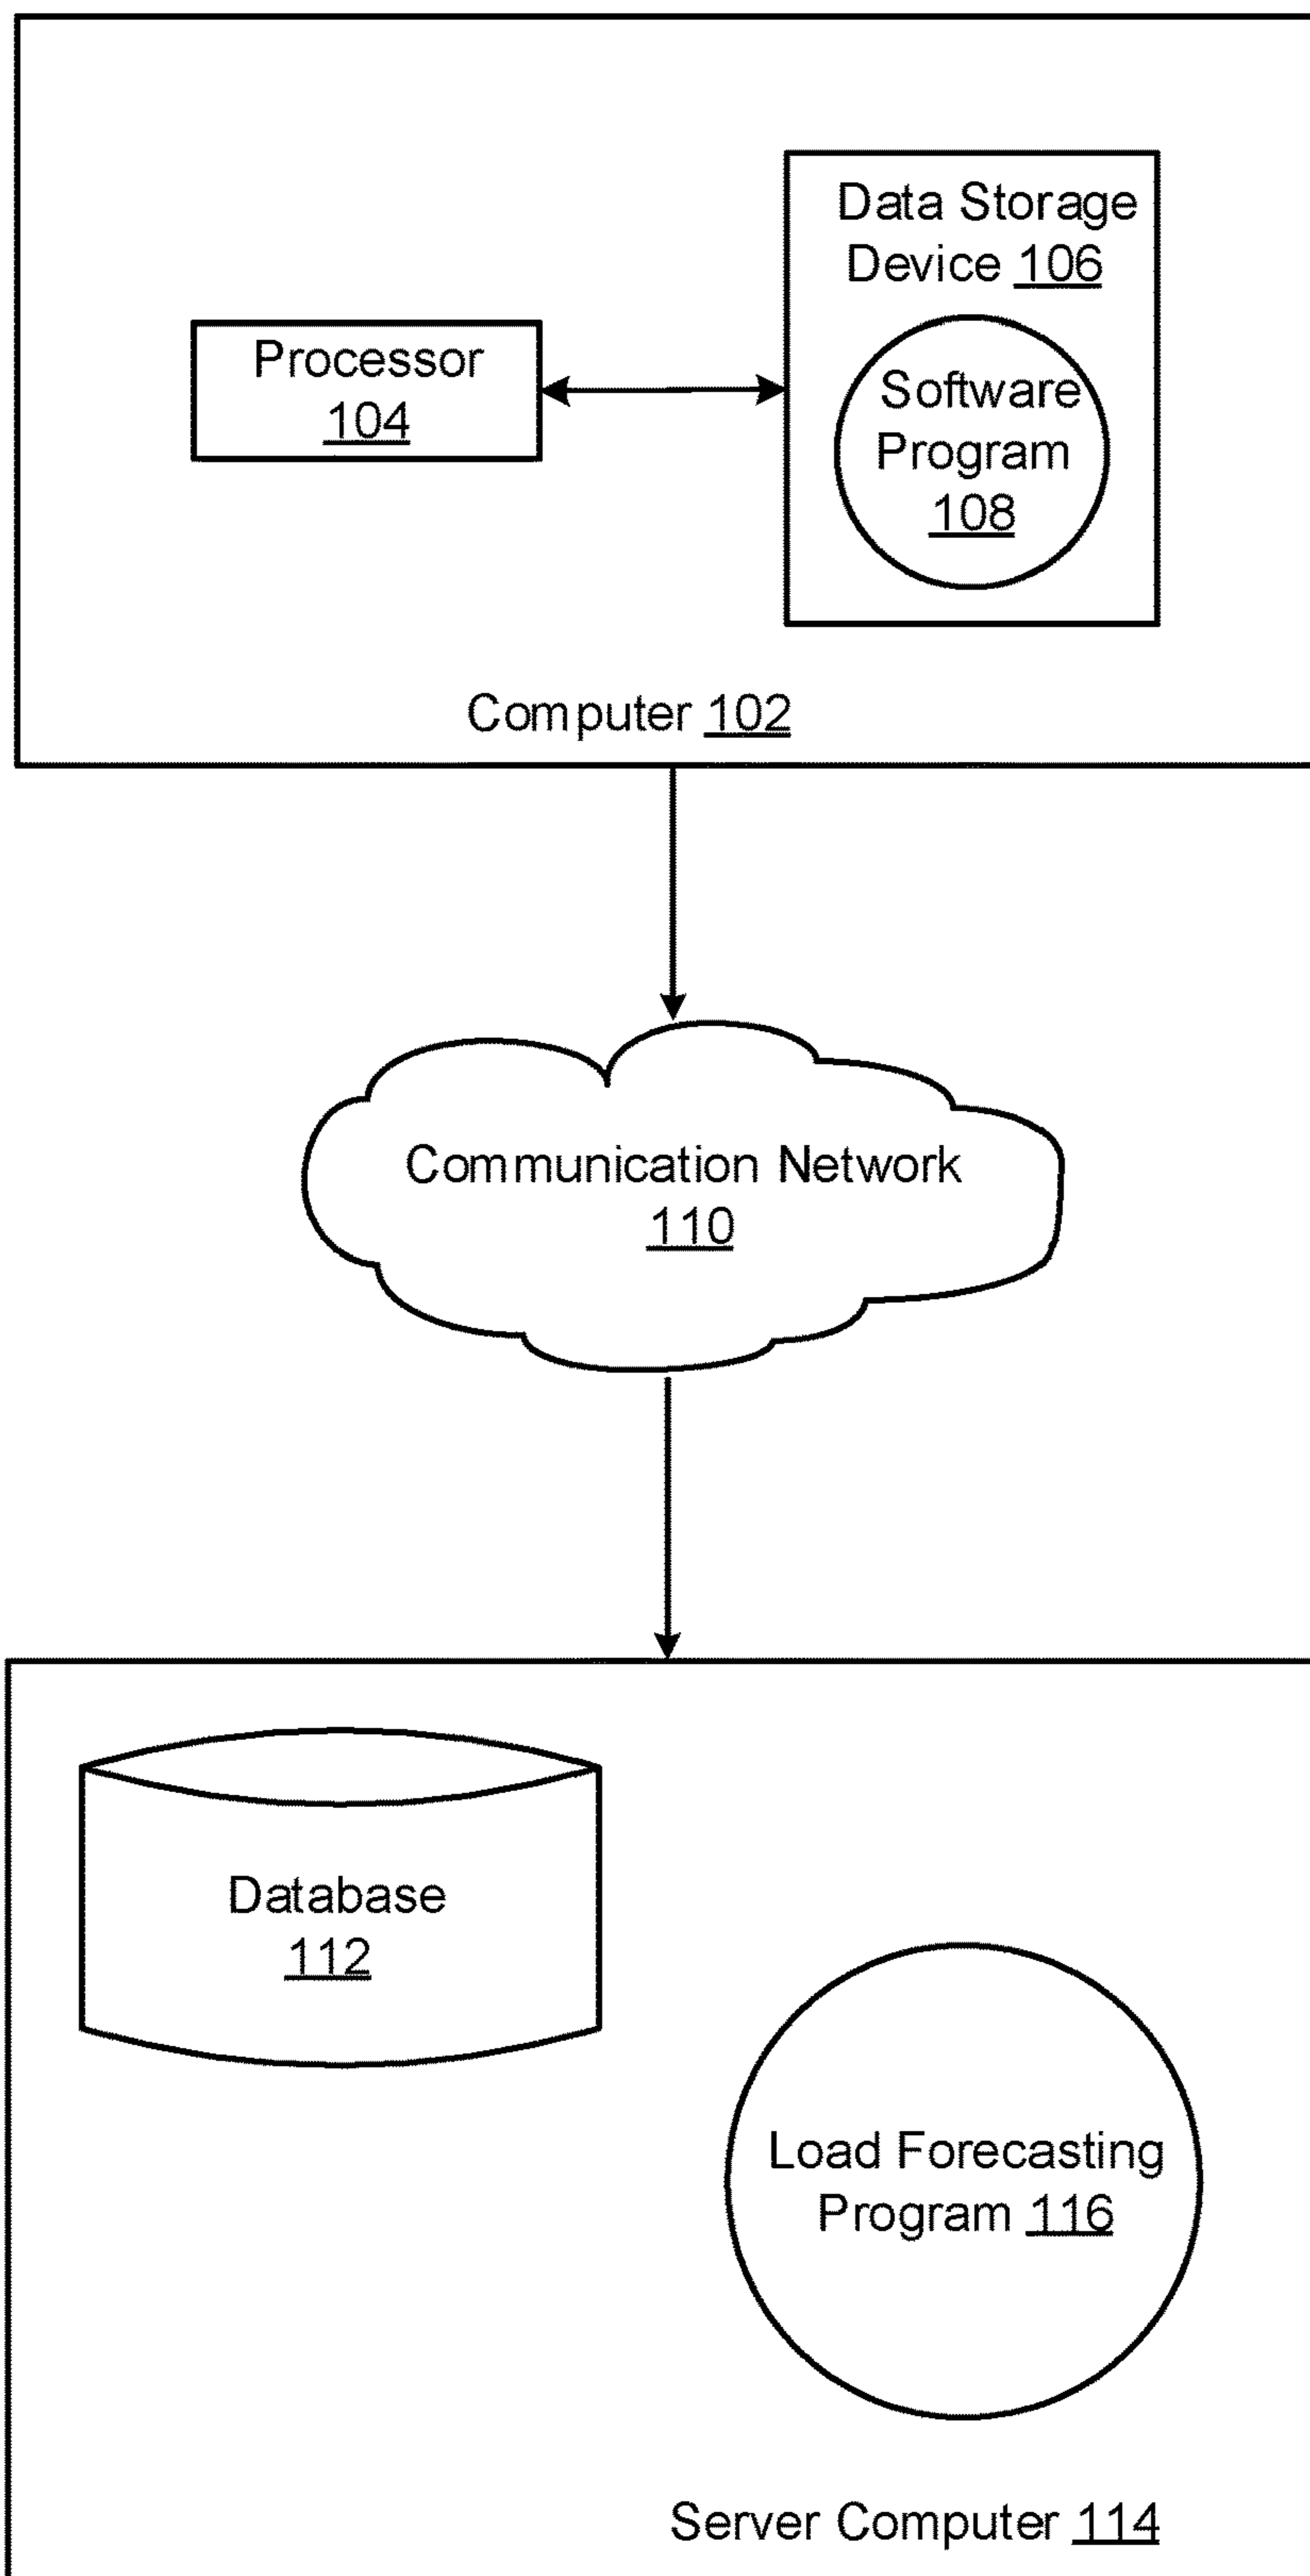 Data Storage
Device 106
Processor
104
Software
Program
108
Computer 102
Communication Network
110
Database
112
Load Forecasting
Program 116
Server Computer 114